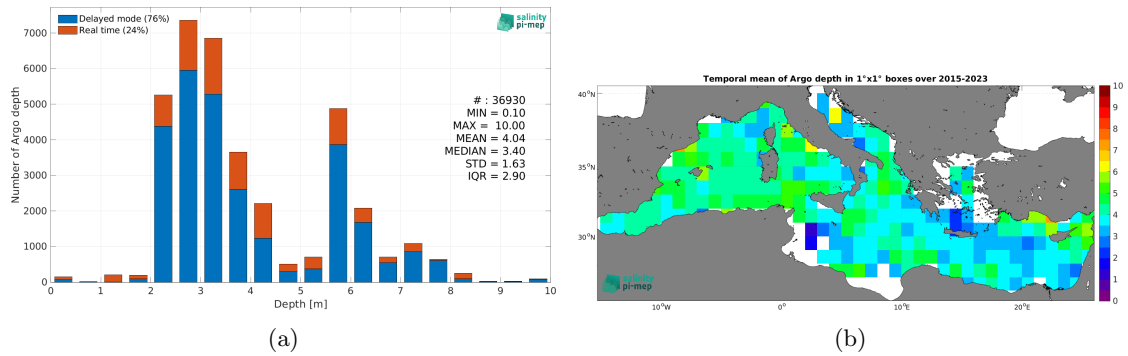 Delayed mode (76%)
Real time (24%)
salinity
pi-mep
7000
6000
5000
4000
3000
2000
1000
0
Number of Argo depth
# : 36930
MIN = 0.10
MAX = 10.00
MEAN = 4.04
MEDIAN = 3.40
STD = 1.63
IQR = 2.90
0 1 2 3 4 5 6 7 8 9 10
Depth [m]
(a)
Temporal mean of Argo depth in 1°x1° boxes over 2015-2023
40°N
35°N
30°N
10°W 0° 10°E 20°E
salinity
pi-mep
10
9
8
7
6
5
4
3
2
1
0
(b)